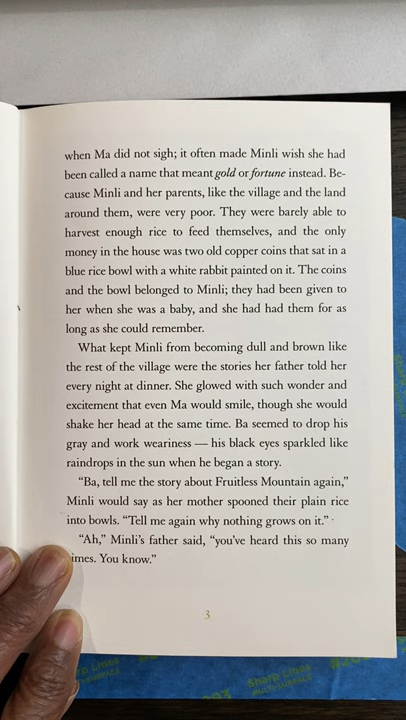 when Ma did not sigh; it often made Minli wish she had
been called a name that meant gold or fortune instead. Be-
cause Minli and her parents, like the village and the land
around them, were very poor. They were barely able to
harvest enough rice to feed themselves, and the only
money in the house was two old copper coins that sat in a
blue rice bowl with a white rabbit painted on it. The coins
and the bowl belonged to Minli; they had been given to
her when she was a baby, and she had had them for as
long as she could remember.
What kept Minli from becoming dull and brown like
the rest of the village were the stories her father told her
every night at dinner. She glowed with such wonder and
excitement that even Ma would smile, though she would
shake her head at the same time. Ba seemed to drop his
gray and work weariness — his black eyes sparkled like
raindrops in the sun when he began a story.
“Ba, tell me the story about Fruitless Mountain again,”
Minli would say as her mother spooned their plain rice
into bowls. “Tell me again why nothing grows on it.”
“Ah,” Minli’s father said, “you’ve heard this so many
times. You know.”
3
Sharp Lines
MULTI-SURFACE
Sharp Lines
MULTI-SURFACE